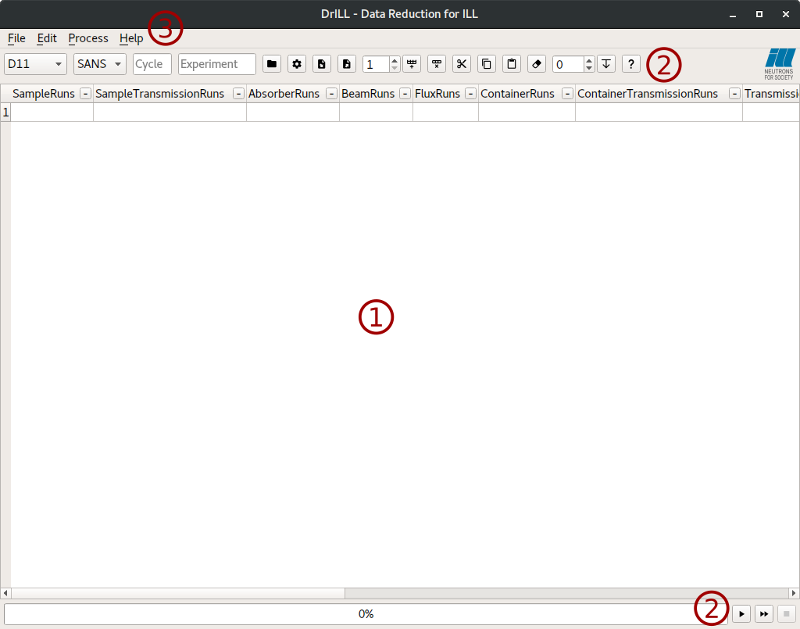 DrILL - Data Reduction for ILL
File Edit Process Help ③
D11 SANS Cycle Experiment 1 0 ? ②
NEUTRONS
FOR SOCIETY
SampleRuns SampleTransmissionRuns AbsorberRuns BeamRuns FluxRuns ContainerRuns ContainerTransmissionRuns Transmissi
1
①
0% ②